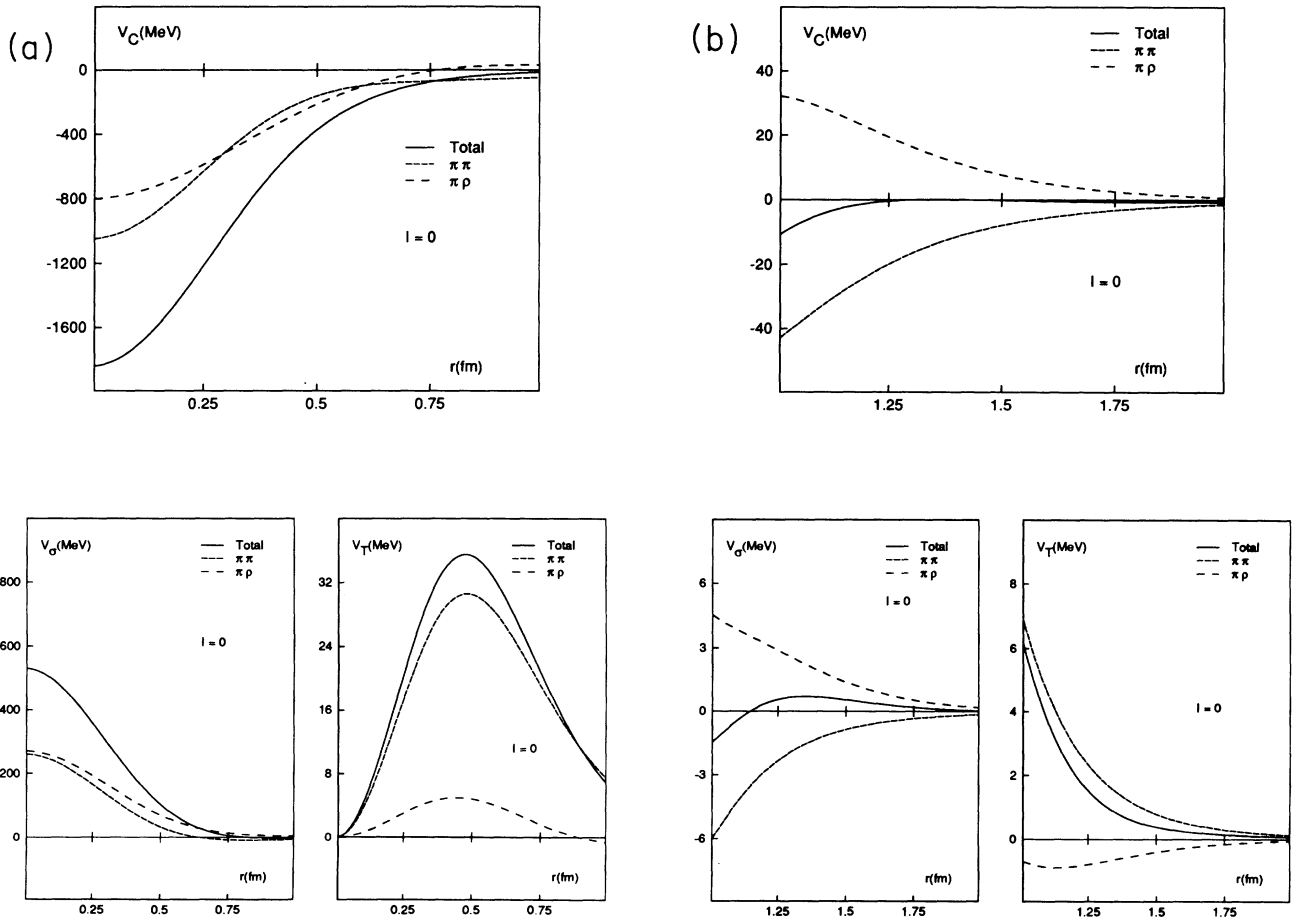 (a)
V_C(MeV)
0
-400
-800
-1200
-1600
Total
π π
π ρ
I = 0
r(fm)
0.25 0.5 0.75
(b)
V_C(MeV)
Total
π π
π ρ
40
20
0
-20
-40
I = 0
r(fm)
1.25 1.5 1.75
V_σ(MeV)
Total
π π
π ρ
800
600
400
200
0
I = 0
r(fm)
0.25 0.5 0.75
V_T(MeV)
Total
π π
π ρ
32
24
16
8
0
I = 0
r(fm)
0.25 0.5 0.75
V_σ(MeV)
Total
π π
π ρ
I = 0
6
3
0
-3
-6
r(fm)
1.25 1.5 1.75
V_T(MeV)
Total
π π
π ρ
8
6
4
2
0
I = 0
r(fm)
1.25 1.5 1.75